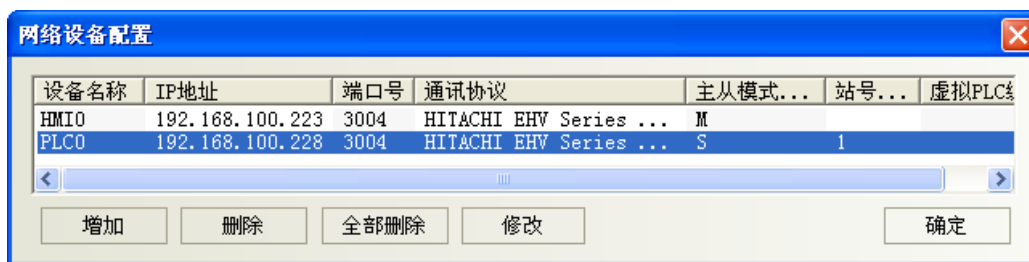 网络设备配置
设备名称 IP地址 端口号 通讯协议 主从模式... 站号... 虚拟PLC
HMI0 192.168.100.223 3004 HITACHI EHV Series ... M
PLC0 192.168.100.228 3004 HITACHI EHV Series ... S 1
增加 删除 全部删除 修改 确定